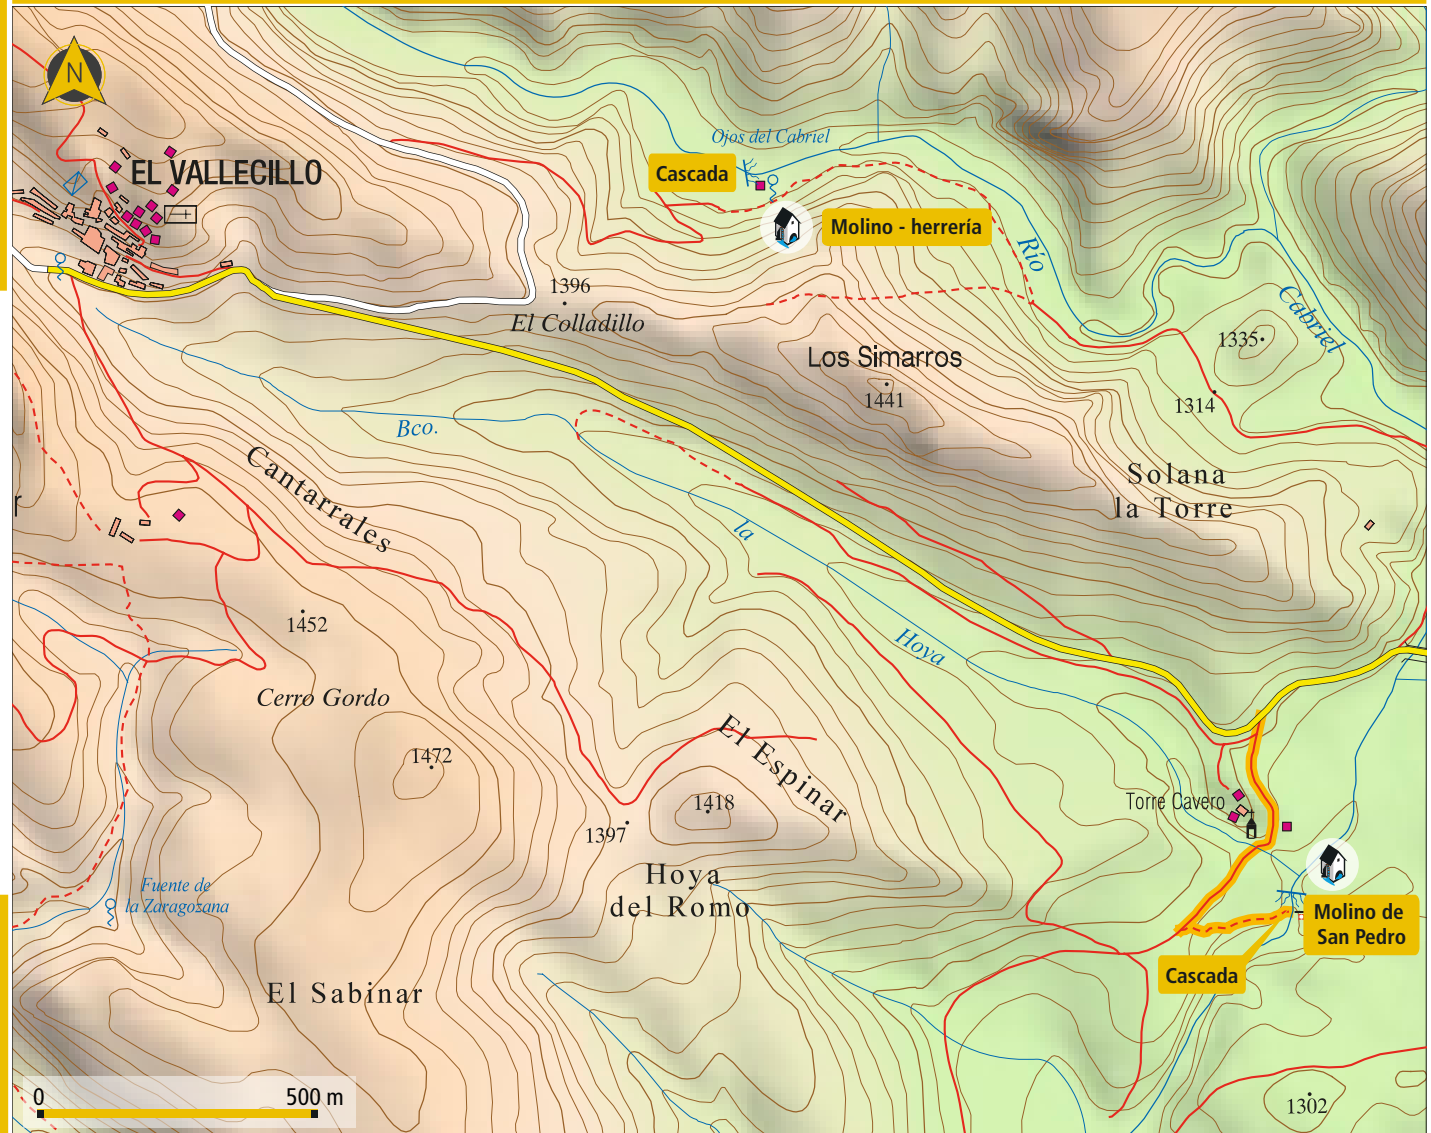 N
EL VALLECILLO
Ojos del Cabriel
Cascada
Molino - herrería
Río
Cabriel
1396
El Colladillo
Los Simarros
1441
1335
1314
Bco.
la
Hoya
Cantarrales
Solana
la Torre
r
1452
Cerro Gordo
1472
El Espinar
1418
1397
Torre Cavero
Hoya
del Romo
Fuente de
la Zaragozana
Molino de
San Pedro
Cascada
El Sabinar
0 500 m
1302